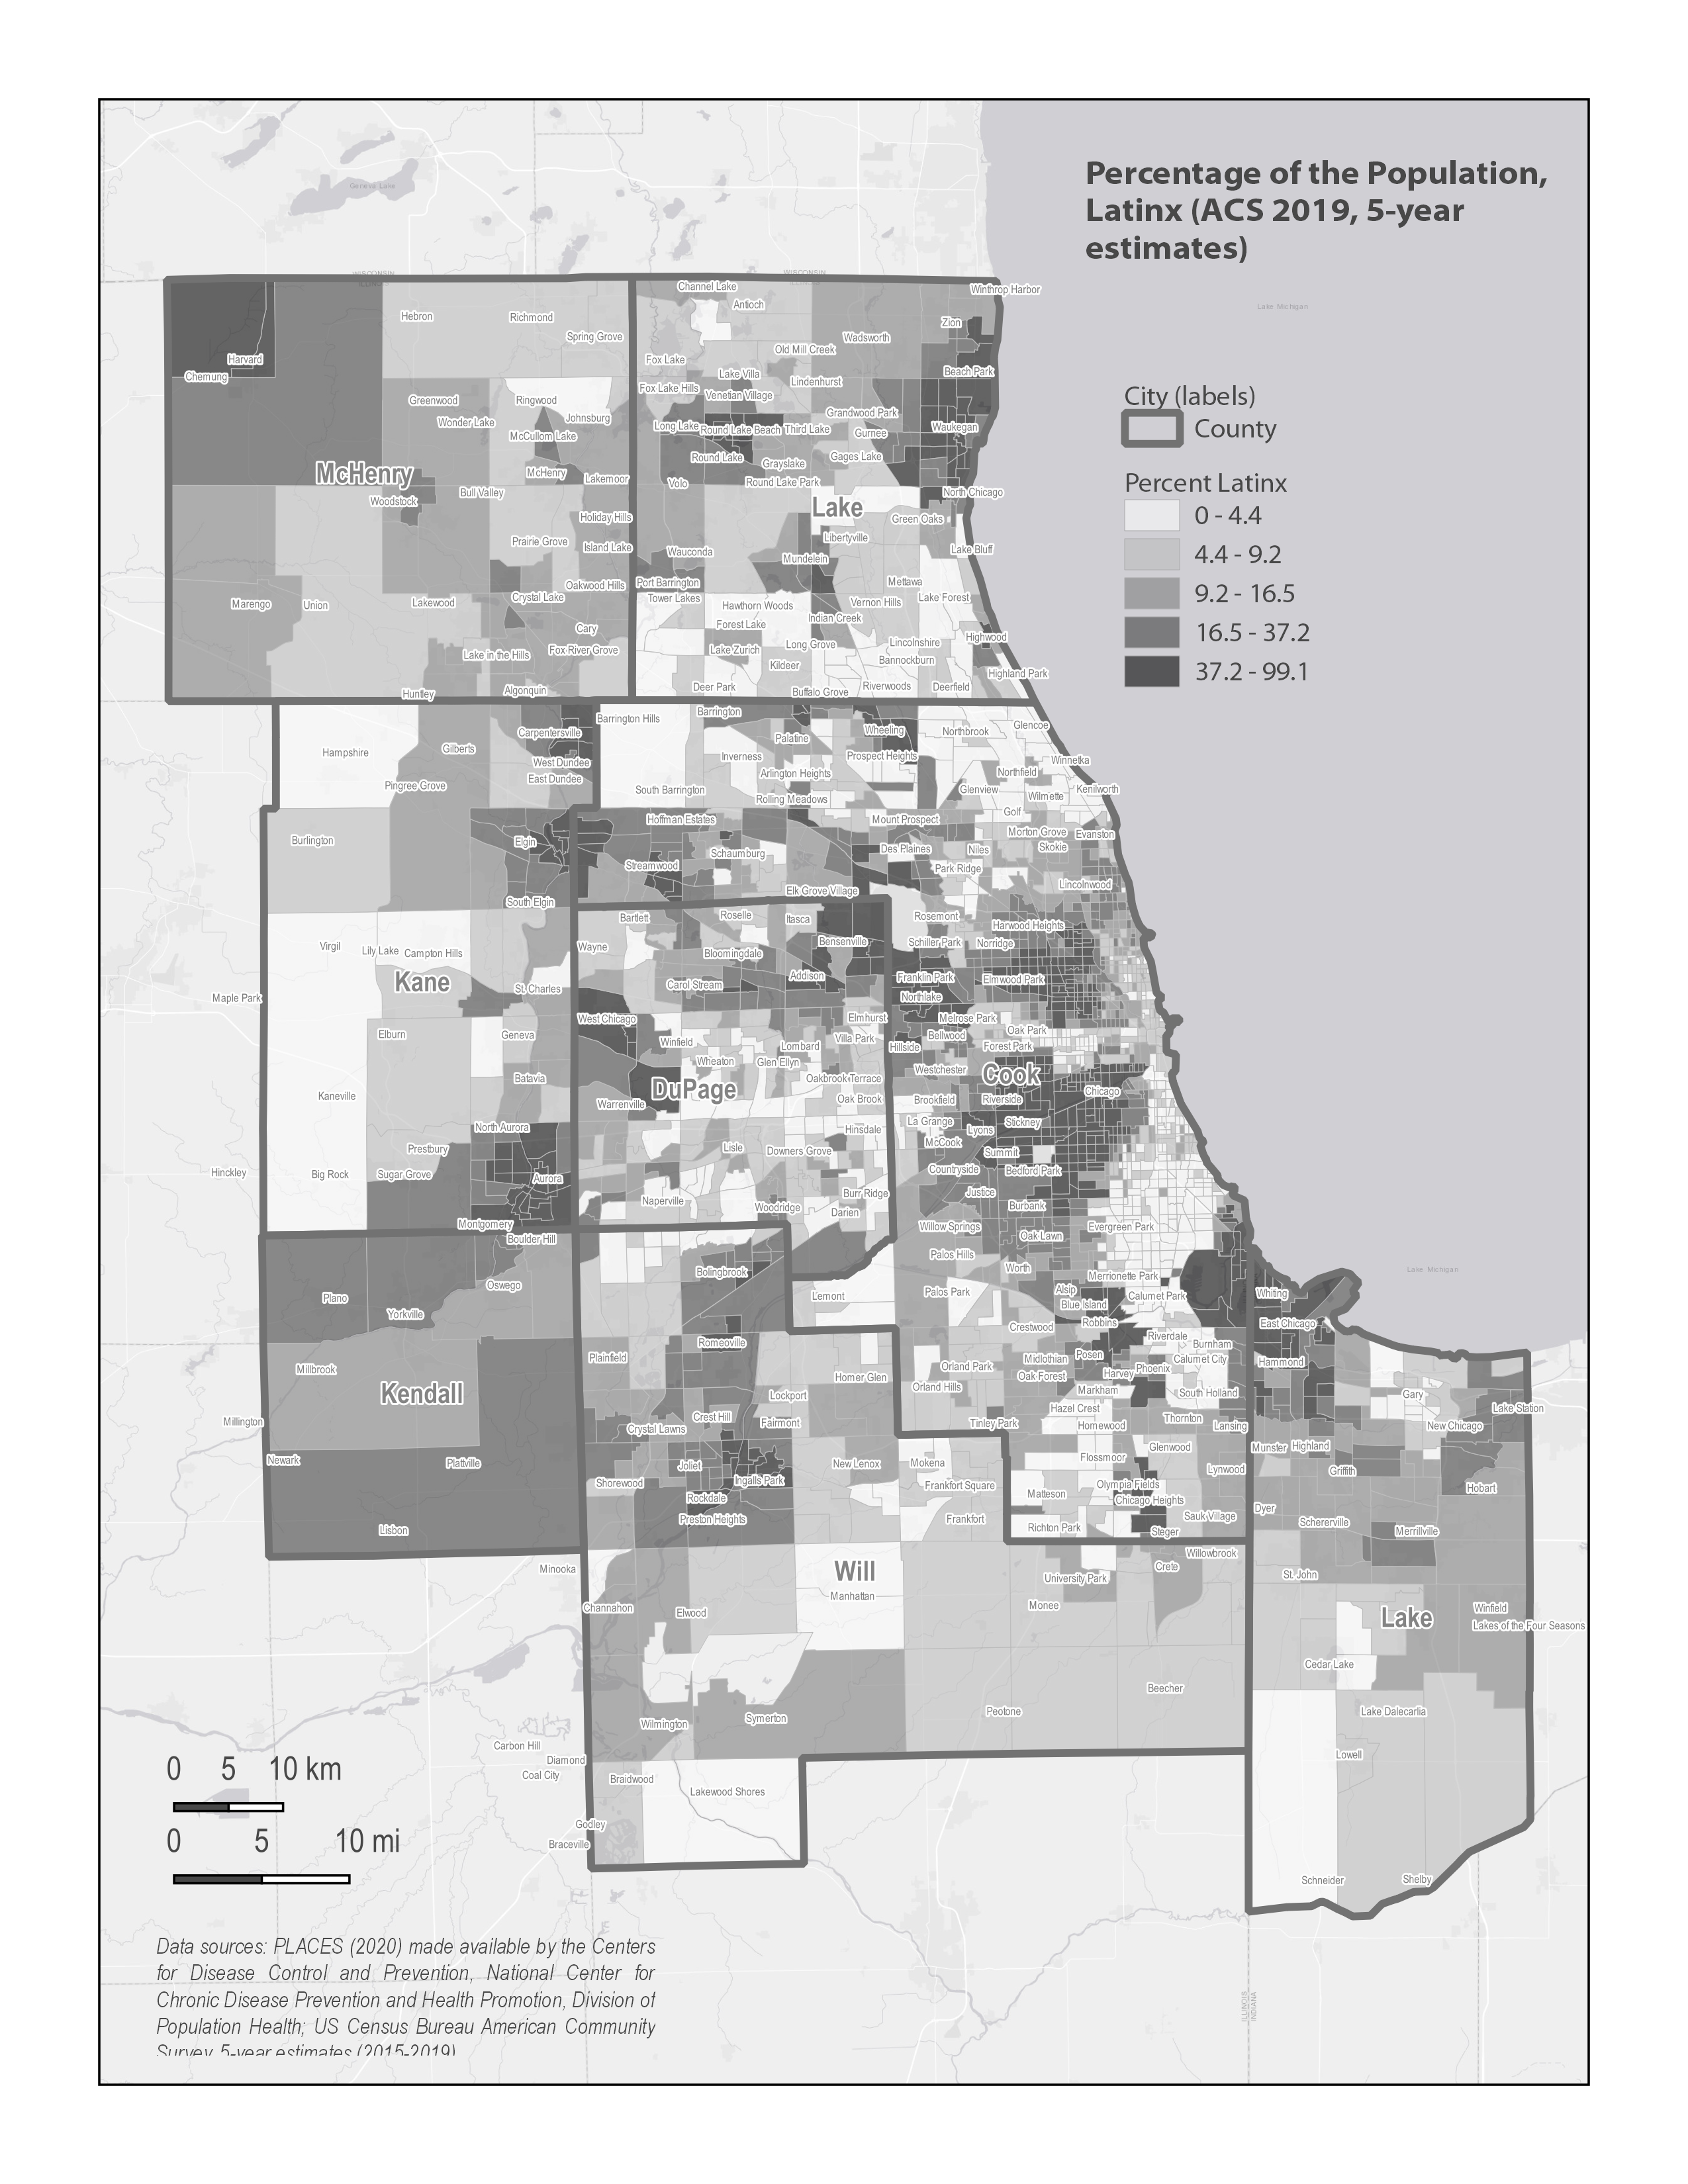 Percentage of the Population,
Latinx (ACS 2019, 5-year
estimates)
City (labels)
County
Percent Latinx
0 - 4.4
4.4 - 9.2
9.2 - 16.5
16.5 - 37.2
37.2 - 99.1
Geneva Lake
WISCONSIN
ILLINOIS
WISCONSIN
ILLINOIS
Lake Michigan
Channel Lake
Winthrop Harbor
Antioch
Hebron
Richmond
Zion
Spring Grove
Wadsworth
Old Mill Creek
Harvard
Fox Lake
Chemung
Lake Villa
Beach Park
Lindenhurst
Fox Lake Hills
Venetian Village
Greenwood
Ringwood
Grandwood Park
Johnsburg
Wonder Lake
Long Lake
Round Lake Beach
Third Lake
Waukegan
McCullom Lake
Gurnee
Round Lake
Gages Lake
Grayslake
McHenry
McHenry
Lakemoor
Volo
Round Lake Park
Bull Valley
North Chicago
Woodstock
Lake
Holiday Hills
Green Oaks
Prairie Grove
Libertyville
Island Lake
Wauconda
Lake Bluff
Mundelein
Oakwood Hills
Port Barrington
Mettawa
Marengo
Union
Lakewood
Crystal Lake
Tower Lakes
Hawthorn Woods
Vernon Hills
Lake Forest
Forest Lake
Indian Creek
Cary
Highwood
Lake in the Hills
Fox River Grove
Lake Zurich
Long Grove
Lincolnshire
Kildeer
Bannockburn
Highland Park
Huntley
Algonquin
Deer Park
Buffalo Grove
Riverwoods
Deerfield
Barrington Hills
Barrington
Glencoe
Carpentersville
Wheeling
Northbrook
Palatine
Hampshire
Gilberts
Inverness
Prospect Heights
West Dundee
Winnetka
East Dundee
Arlington Heights
Northfield
Pingree Grove
South Barrington
Rolling Meadows
Glenview
Wilmette
Kenilworth
Golf
Hoffman Estates
Mount Prospect
Morton Grove
Evanston
Burlington
Elgin
Schaumburg
Des Plaines
Niles
Skokie
Streamwood
Park Ridge
Elk Grove Village
Lincolnwood
South Elgin
Bartlett
Roselle
Itasca
Rosemont
Harwood Heights
Virgil
Lily Lake
Campton Hills
Wayne
Bloomingdale
Bensenville
Schiller Park
Norridge
Kane
St. Charles
Carol Stream
Addison
Franklin Park
Elmwood Park
Maple Park
Northlake
West Chicago
Elmhurst
Melrose Park
Elburn
Geneva
Winfield
Villa Park
Bellwood
Oak Park
Lombard
Hillside
Forest Park
Wheaton
Glen Ellyn
Batavia
DuPage
Oakbrook Terrace
Westchester
Cook
Kaneville
Warrenville
Oak Brook
Brookfield
Riverside
Chicago
North Aurora
Hinsdale
La Grange
Lyons
Stickney
Prestbury
Lisle
Downers Grove
McCook
Summit
Hinckley
Big Rock
Sugar Grove
Aurora
Countryside
Bedford Park
Naperville
Woodridge
Burr Ridge
Darien
Justice
Burbank
Montgomery
Willow Springs
Evergreen Park
Boulder Hill
Oak Lawn
Palos Hills
Lake Michigan
Oswego
Bolingbrook
Worth
Merrionette Park
Plano
Lemont
Palos Park
Alsip
Calumet Park
Whiting
Yorkville
Blue Island
Robbins
East Chicago
Romeoville
Crestwood
Riverdale
Burnham
Millbrook
Plainfield
Orland Park
Midlothian
Posen
Calumet City
Hammond
Kendall
Homer Glen
Oak Forest
Harvey
Phoenix
Orland Hills
Markham
South Holland
Gary
Lockport
Hazel Crest
Lake Station
Millington
Crystal Lawns
Crest Hill
Fairmont
Tinley Park
Homewood
Thornton
Lansing
New Chicago
Newark
Plattville
Joliet
New Lenox
Mokena
Flossmoor
Glenwood
Munster
Highland
Shorewood
Ingalls Park
Frankfort Square
Lynwood
Griffith
Rockdale
Matteson
Olympia Fields
Hobart
Preston Heights
Frankfort
Chicago Heights
Dyer
Lisbon
Richton Park
Steger
Sauk Village
Schererville
Merrillville
Minooka
Will
Willowbrook
Manhattan
University Park
Crete
St. John
Channahon
Elwood
Monee
Lake
Winfield
Lakes of the Four Seasons
Cedar Lake
Beecher
Wilmington
Symerton
Peotone
Lake Dalecarlia
Carbon Hill
Diamond
Lowell
Coal City
Braidwood
Lakewood Shores
Godley
Braceville
Schneider
Shelby
0 5 10 km
0 5 10 mi
ILLINOIS
INDIANA
Data sources: PLACES (2020) made available by the Centers
for Disease Control and Prevention, National Center for
Chronic Disease Prevention and Health Promotion, Division of
Population Health; US Census Bureau American Community
Survey, 5-year estimates (2015-2019)